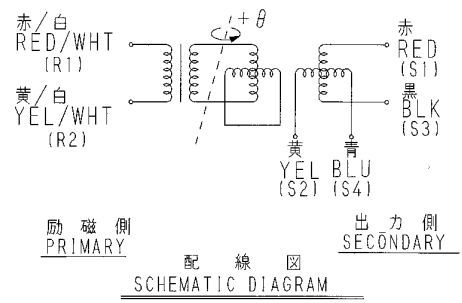 +θ
赤/白
RED/WHT
(R1)
黄/白
YEL/WHT
(R2)
赤
RED
(S1)
黒
BLK
(S3)
黄 青
YEL BLU
(S2) (S4)
励磁側
PRIMARY
出力側
SECONDARY
配線図
SCHEMATIC DIAGRAM